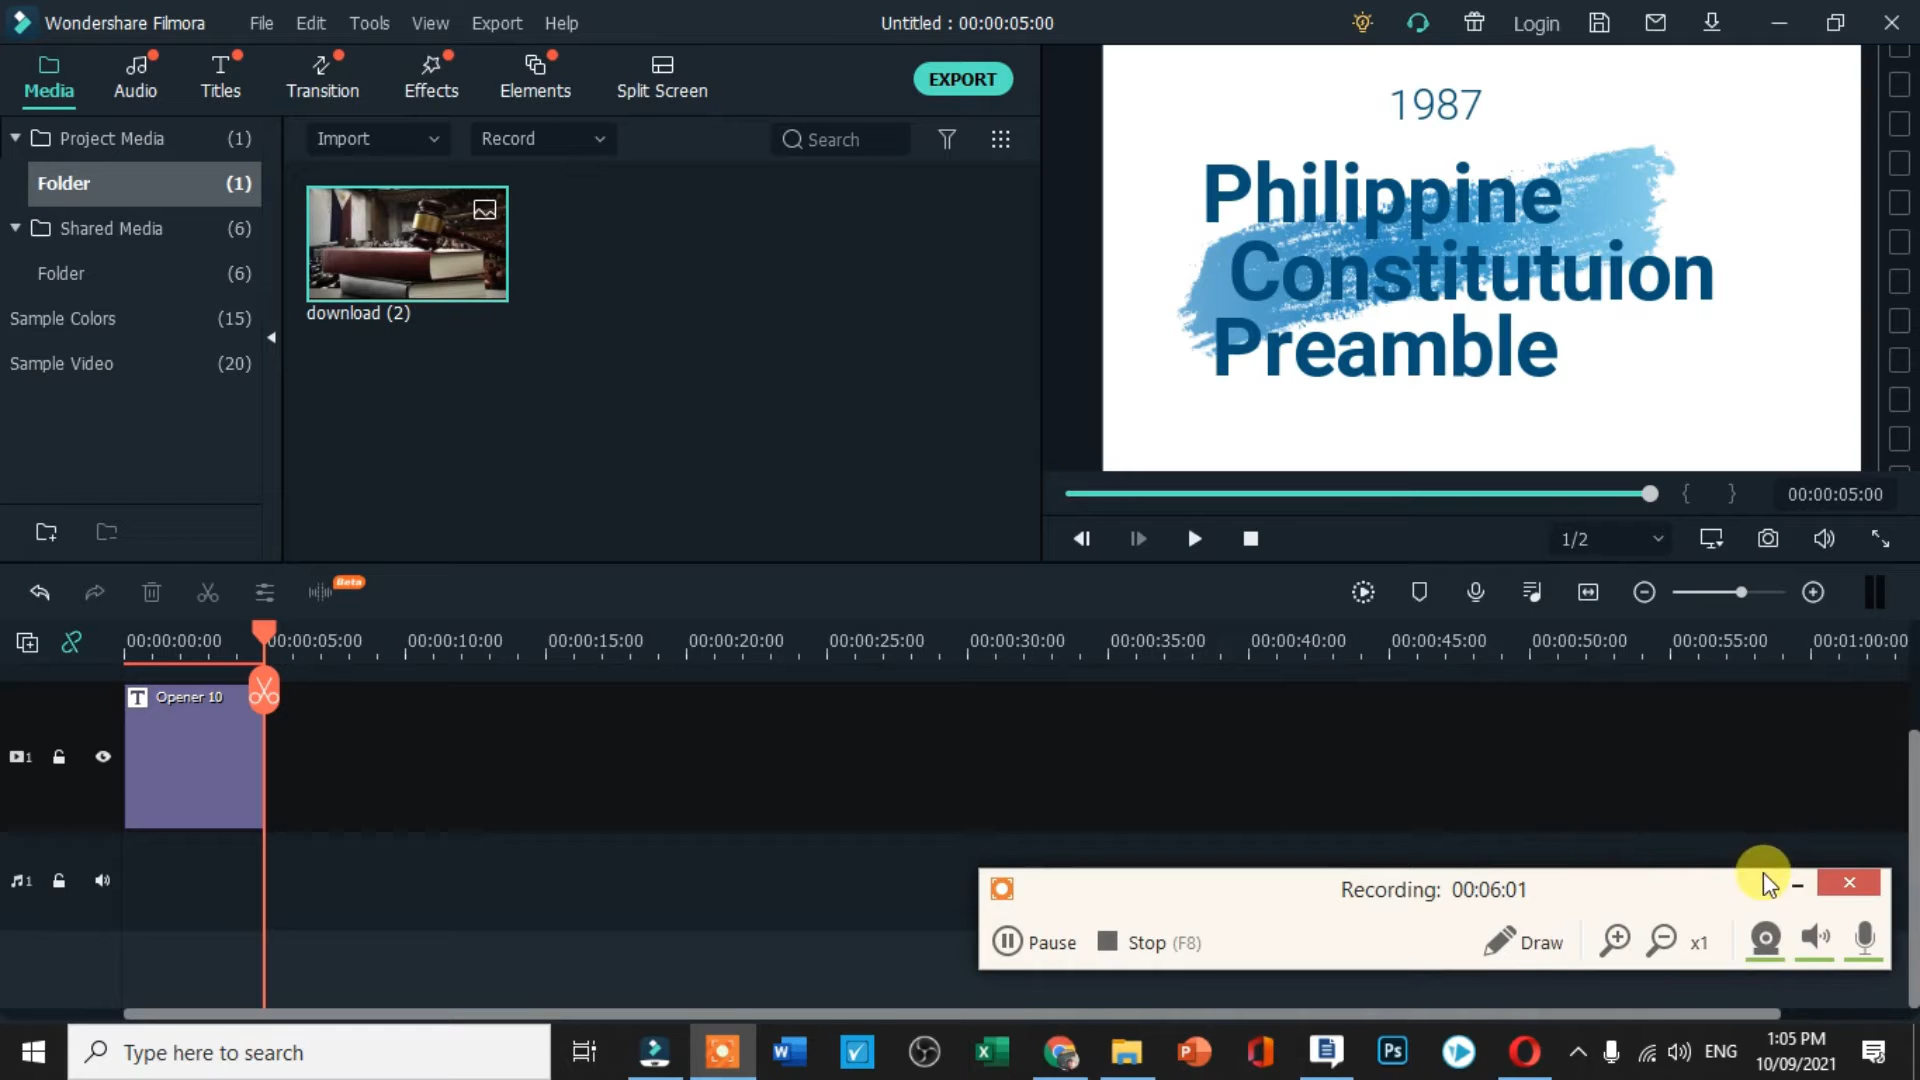 Wondershare Filmora File Edit Tools View Export Help Untitled : 00:00:05:00 Login
Media Audio Titles Transition Effects Elements Split Screen EXPORT
Project Media (1)
Folder (1)
Shared Media (6)
Folder (6)
Sample Colors (15)
Sample Video (20)
Import Record Search
download (2)
1987
Philippine
Constitutuion
Preamble
{ } 00:00:05:00
1/2
Beta
00:00:00:00 00:00:05:00 00:00:10:00 00:00:15:00 00:00:20:00 00:00:25:00 00:00:30:00 00:00:35:00 00:00:40:00 00:00:45:00 00:00:50:00 00:00:55:00 00:01:00:00
T Opener 10
1
1
Recording: 00:06:01
Pause Stop (F8) Draw x1
Type here to search
Ps
ENG
1:05 PM
10/09/2021